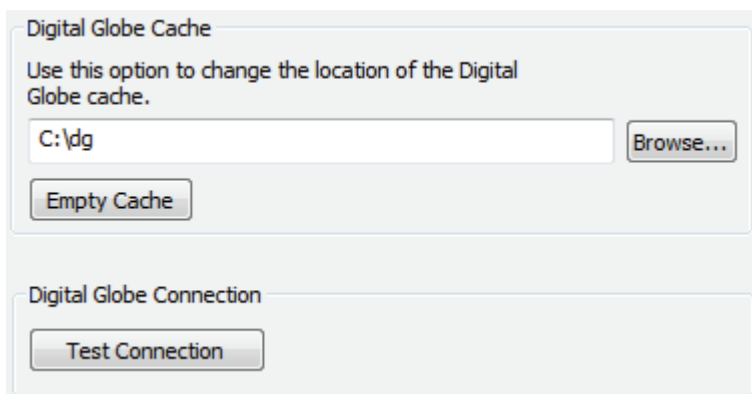 Digital Globe Cache
Use this option to change the location of the Digital
Globe cache.
C:\dg
Browse...
Empty Cache
Digital Globe Connection
Test Connection